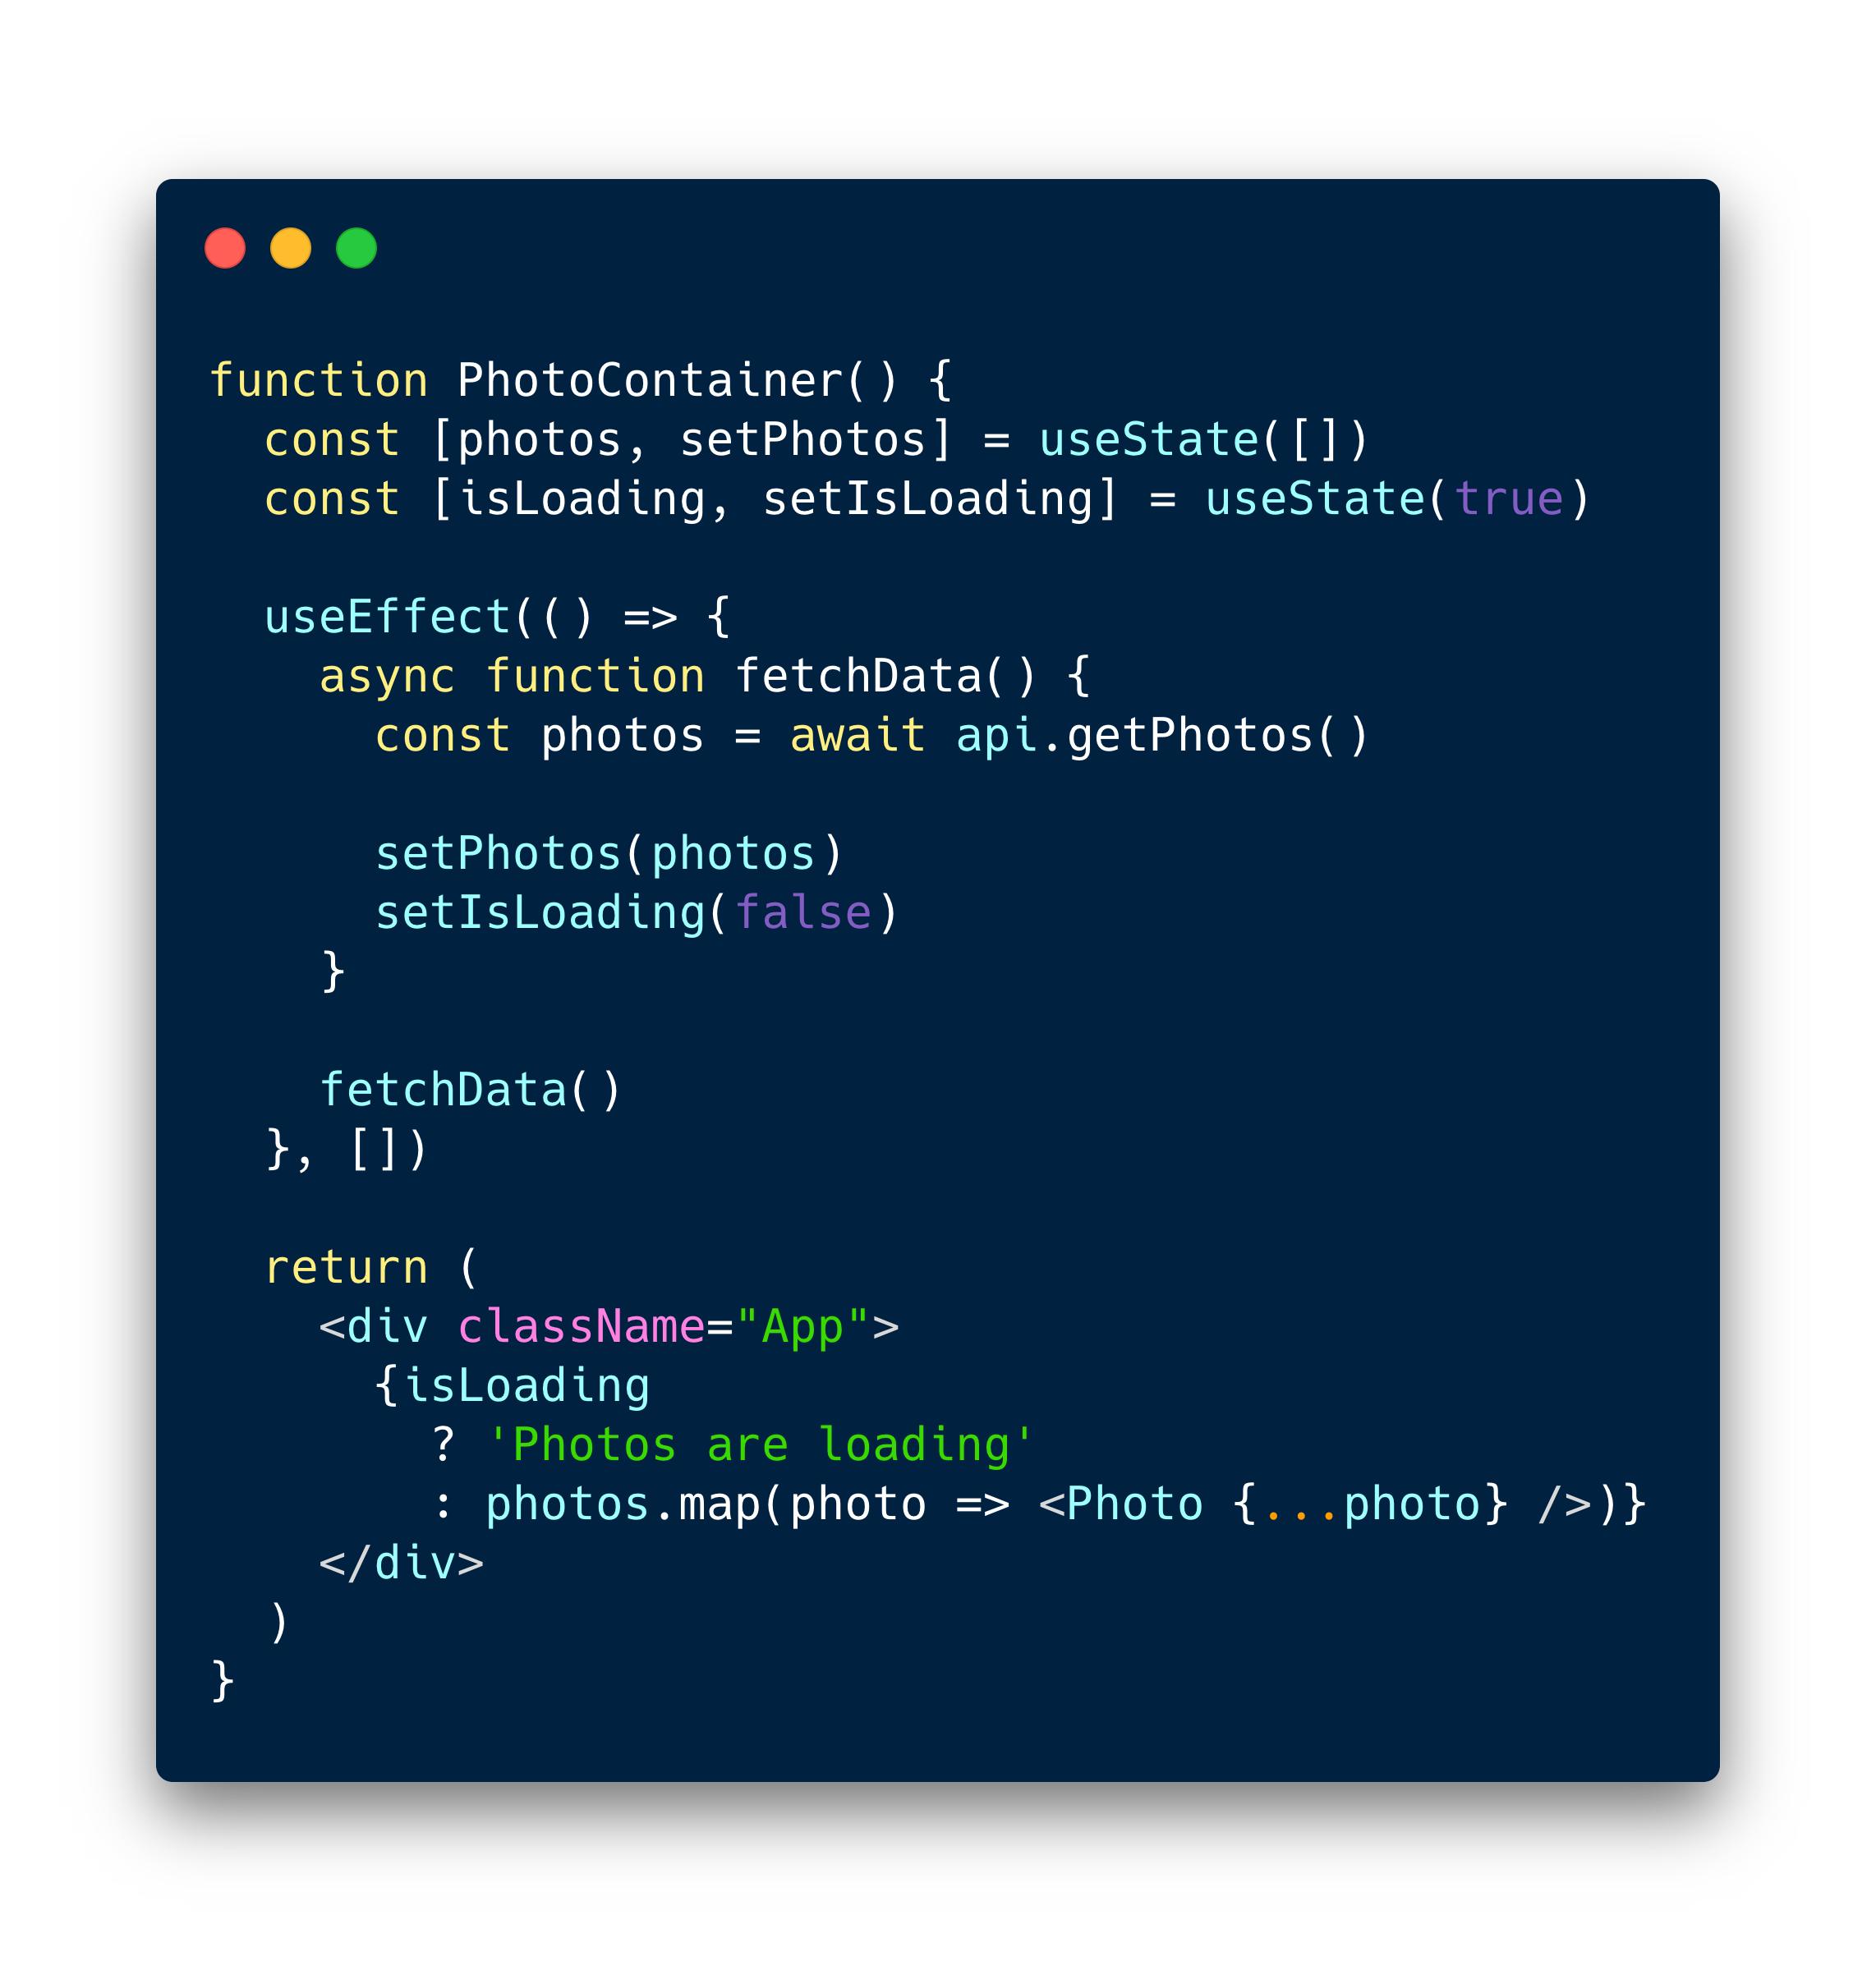 function PhotoContainer() {
  const [photos, setPhotos] = useState([])
  const [isLoading, setIsLoading] = useState(true)

  useEffect(() => {
    async function fetchData() {
      const photos = await api.getPhotos()

      setPhotos(photos)
      setIsLoading(false)
    }

    fetchData()
  }, [])

  return (
    <div className="App">
      {isLoading
        ? 'Photos are loading'
        : photos.map(photo => <Photo {...photo} />)}
    </div>
  )
}